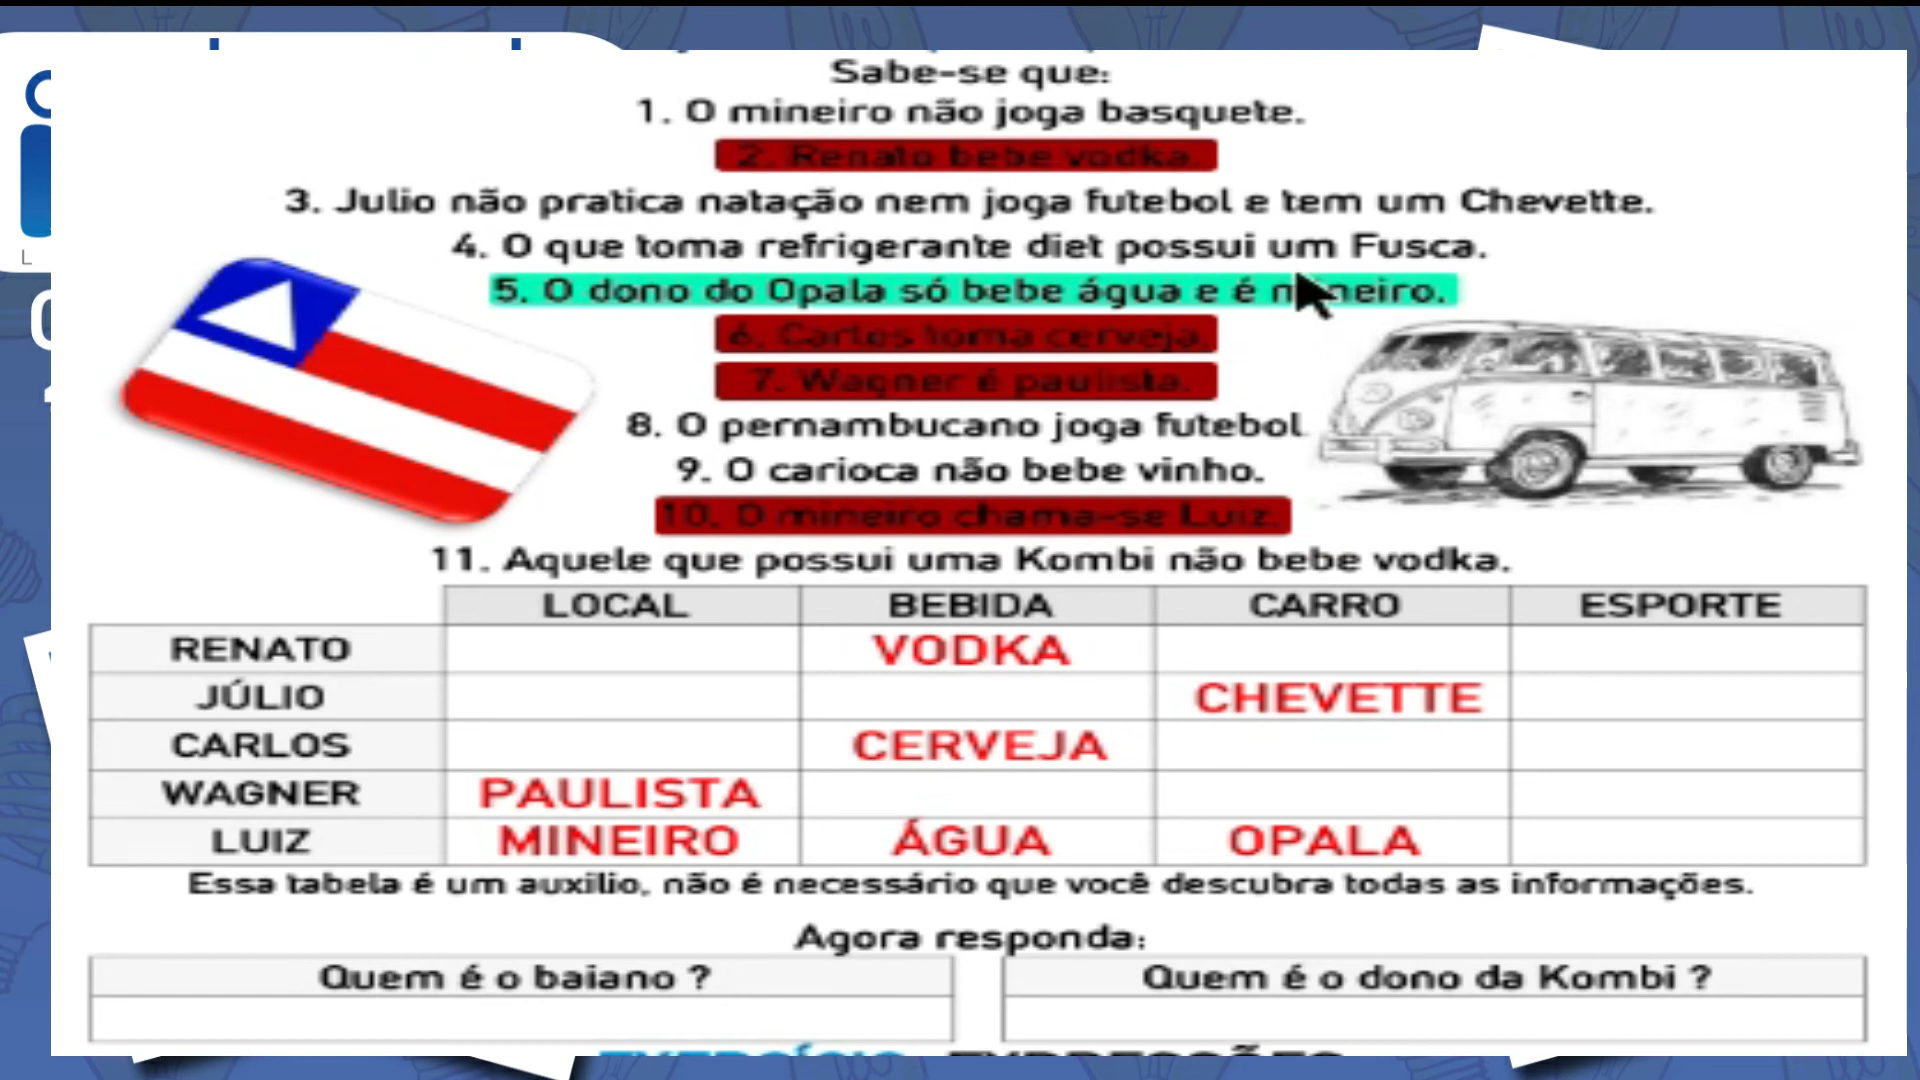 Sabe-se que:
1. O mineiro não joga basquete.
2. Renato bebe vodka.
3. Julio não pratica natação nem joga futebol e tem um Chevette.
4. O que toma refrigerante diet possui um Fusca.
5. O dono do Opala só bebe água e é mineiro.
6. Carlos toma cerveja.
7. Wagner é paulista.
8. O pernambucano joga futebol
9. O carioca não bebe vinho.
10. O mineiro chama-se Luiz.
11. Aquele que possui uma Kombi não bebe vodka.
LOCAL BEBIDA CARRO ESPORTE
RENATO VODKA
JÚLIO CHEVETTE
CARLOS CERVEJA
WAGNER PAULISTA
LUIZ MINEIRO ÁGUA OPALA
Essa tabela é um auxilio, não é necessário que você descubra todas as informações.
Agora responda:
Quem é o baiano ? Quem é o dono da Kombi ?